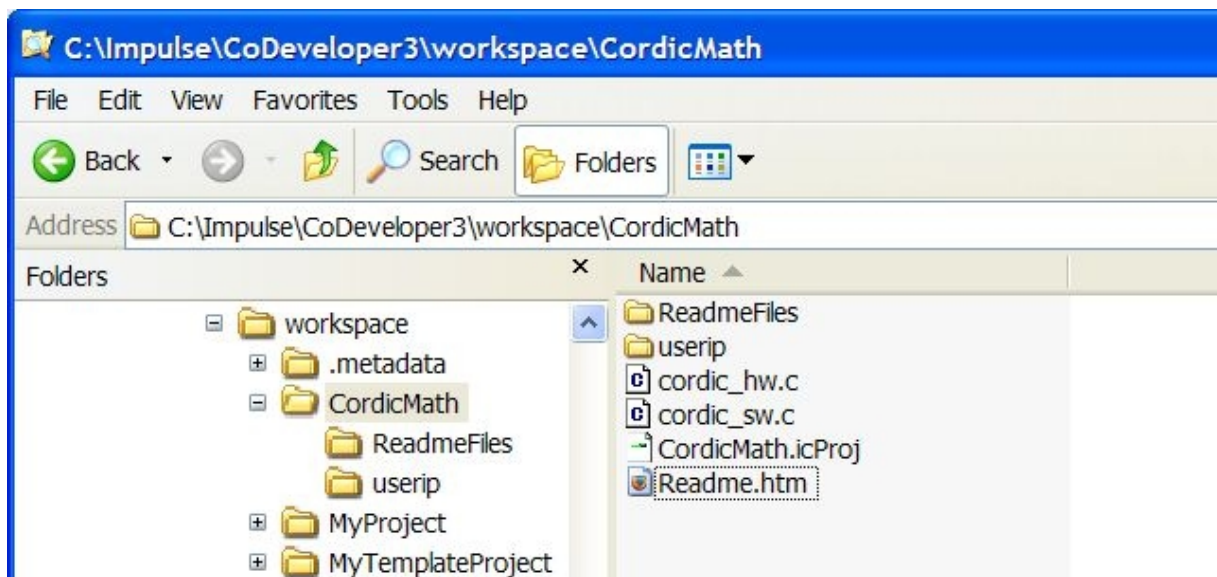 C:\Impulse\CoDeveloper3\workspace\CordicMath
File Edit View Favorites Tools Help
Back Search Folders
Address C:\Impulse\CoDeveloper3\workspace\CordicMath
Folders
workspace
.metadata
CordicMath
ReadmeFiles
userip
MyProject
MyTemplateProject
Name
ReadmeFiles
userip
cordic_hw.c
cordic_sw.c
CordicMath.icProj
Readme.htm